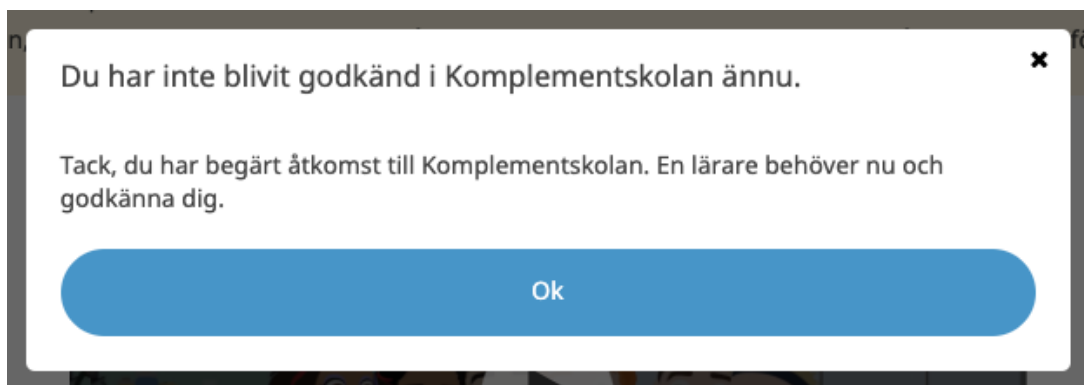 Du har inte blivit godkänd i Komplementskolan ännu.
Tack, du har begärt åtkomst till Komplementskolan. En lärare behöver nu och
godkänna dig.
Ok